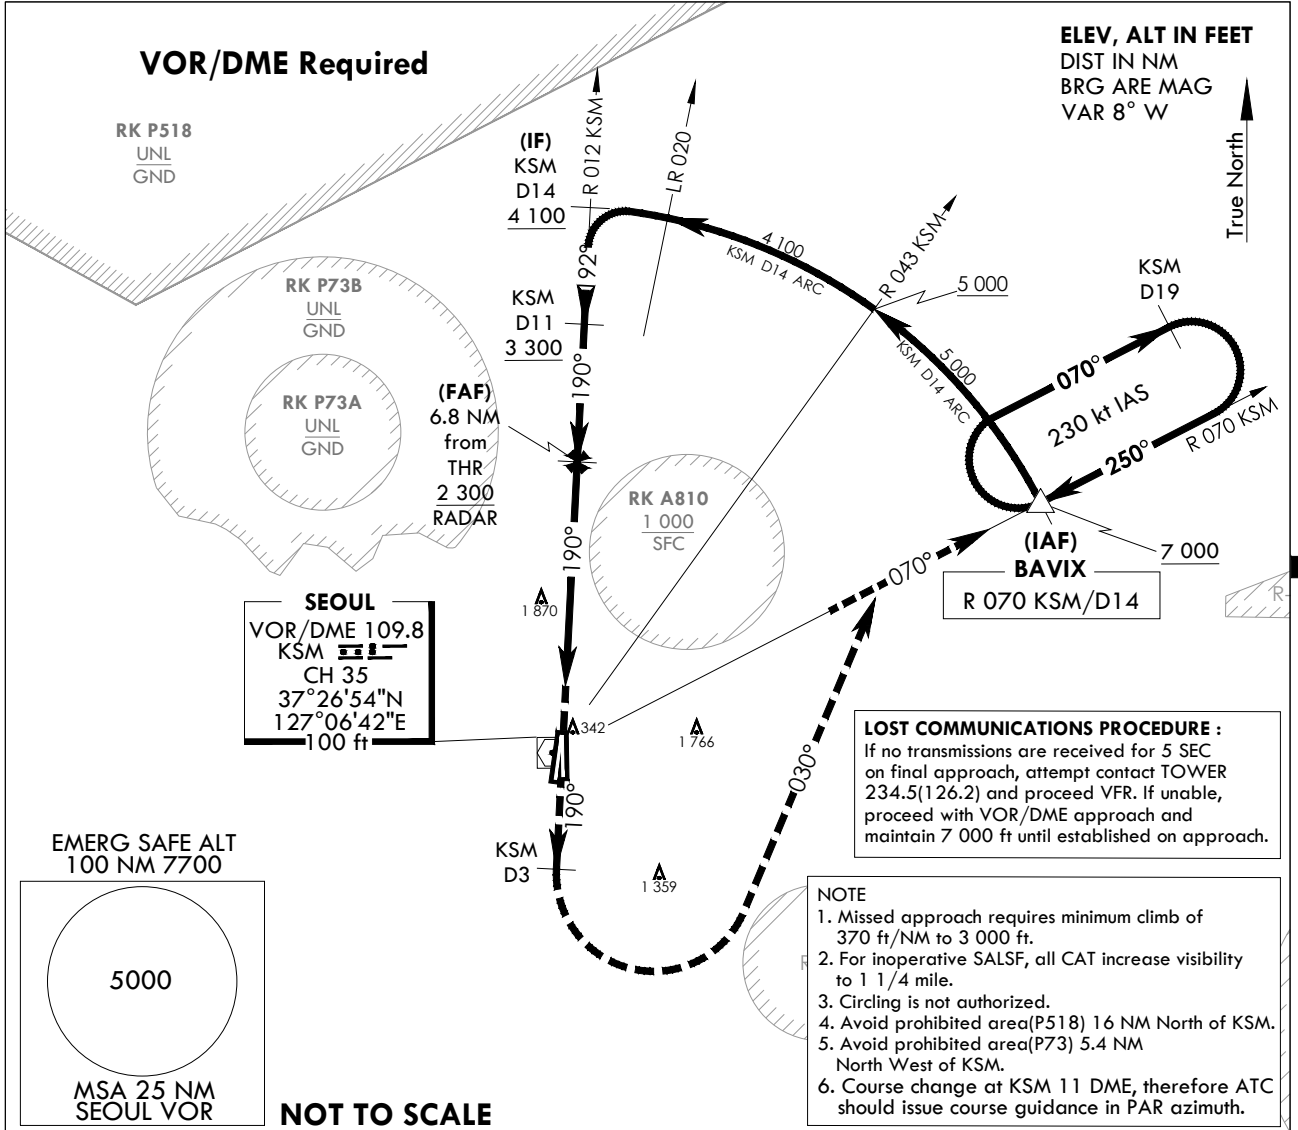 VOR/DME Required
ELEV, ALT IN FEET
DIST IN NM
BRG ARE MAG
VAR 8° W
True North
RK P518
UNL
GND
(IF)
KSM
D14
4 100
R 012 KSM
LR 020
4 100
KSM D14 ARC
R 043 KSM
5 000
KSM
D19
192°
RK P73B
UNL
GND
KSM
D11
3 300
5 000
KSM D14 ARC
070°
230 kt IAS
R 070 KSM
250°
190°
RK P73A
UNL
GND
(FAF)
6.8 NM
from
THR
2 300
RADAR
RK A810
1 000
SFC
190°
(IAF)
BAVIX
R 070 KSM/D14
7 000
070°
R-
1 870
SEOUL
VOR/DME 109.8
KSM
CH 35
37°26'54"N
127°06'42"E
100 ft
342
1 766
030°
190°
KSM
D3
1 359
LOST COMMUNICATIONS PROCEDURE :
If no transmissions are received for 5 SEC
on final approach, attempt contact TOWER
234.5(126.2) and proceed VFR. If unable,
proceed with VOR/DME approach and
maintain 7 000 ft until established on approach.
EMERG SAFE ALT
100 NM 7700
5000
MSA 25 NM
SEOUL VOR
NOT TO SCALE
R
NOTE
1. Missed approach requires minimum climb of
370 ft/NM to 3 000 ft.
2. For inoperative SALSF, all CAT increase visibility
to 1 1/4 mile.
3. Circling is not authorized.
4. Avoid prohibited area(P518) 16 NM North of KSM.
5. Avoid prohibited area(P73) 5.4 NM
North West of KSM.
6. Course change at KSM 11 DME, therefore ATC
should issue course guidance in PAR azimuth.